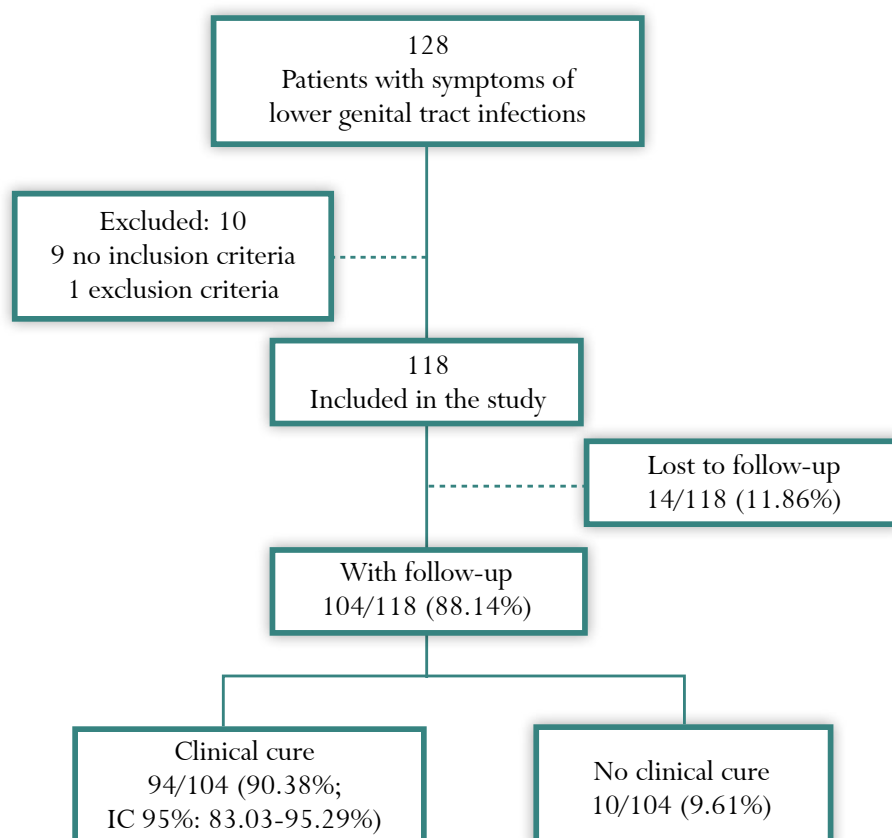 128
Patients with symptoms of
lower genital tract infections
Excluded: 10
9 no inclusion criteria
1 exclusion criteria
118
Included in the study
Lost to follow-up
14/118 (11.86%)
With follow-up
104/118 (88.14%)
Clinical cure
94/104 (90.38%;
IC 95%: 83.03-95.29%)
No clinical cure
10/104 (9.61%)